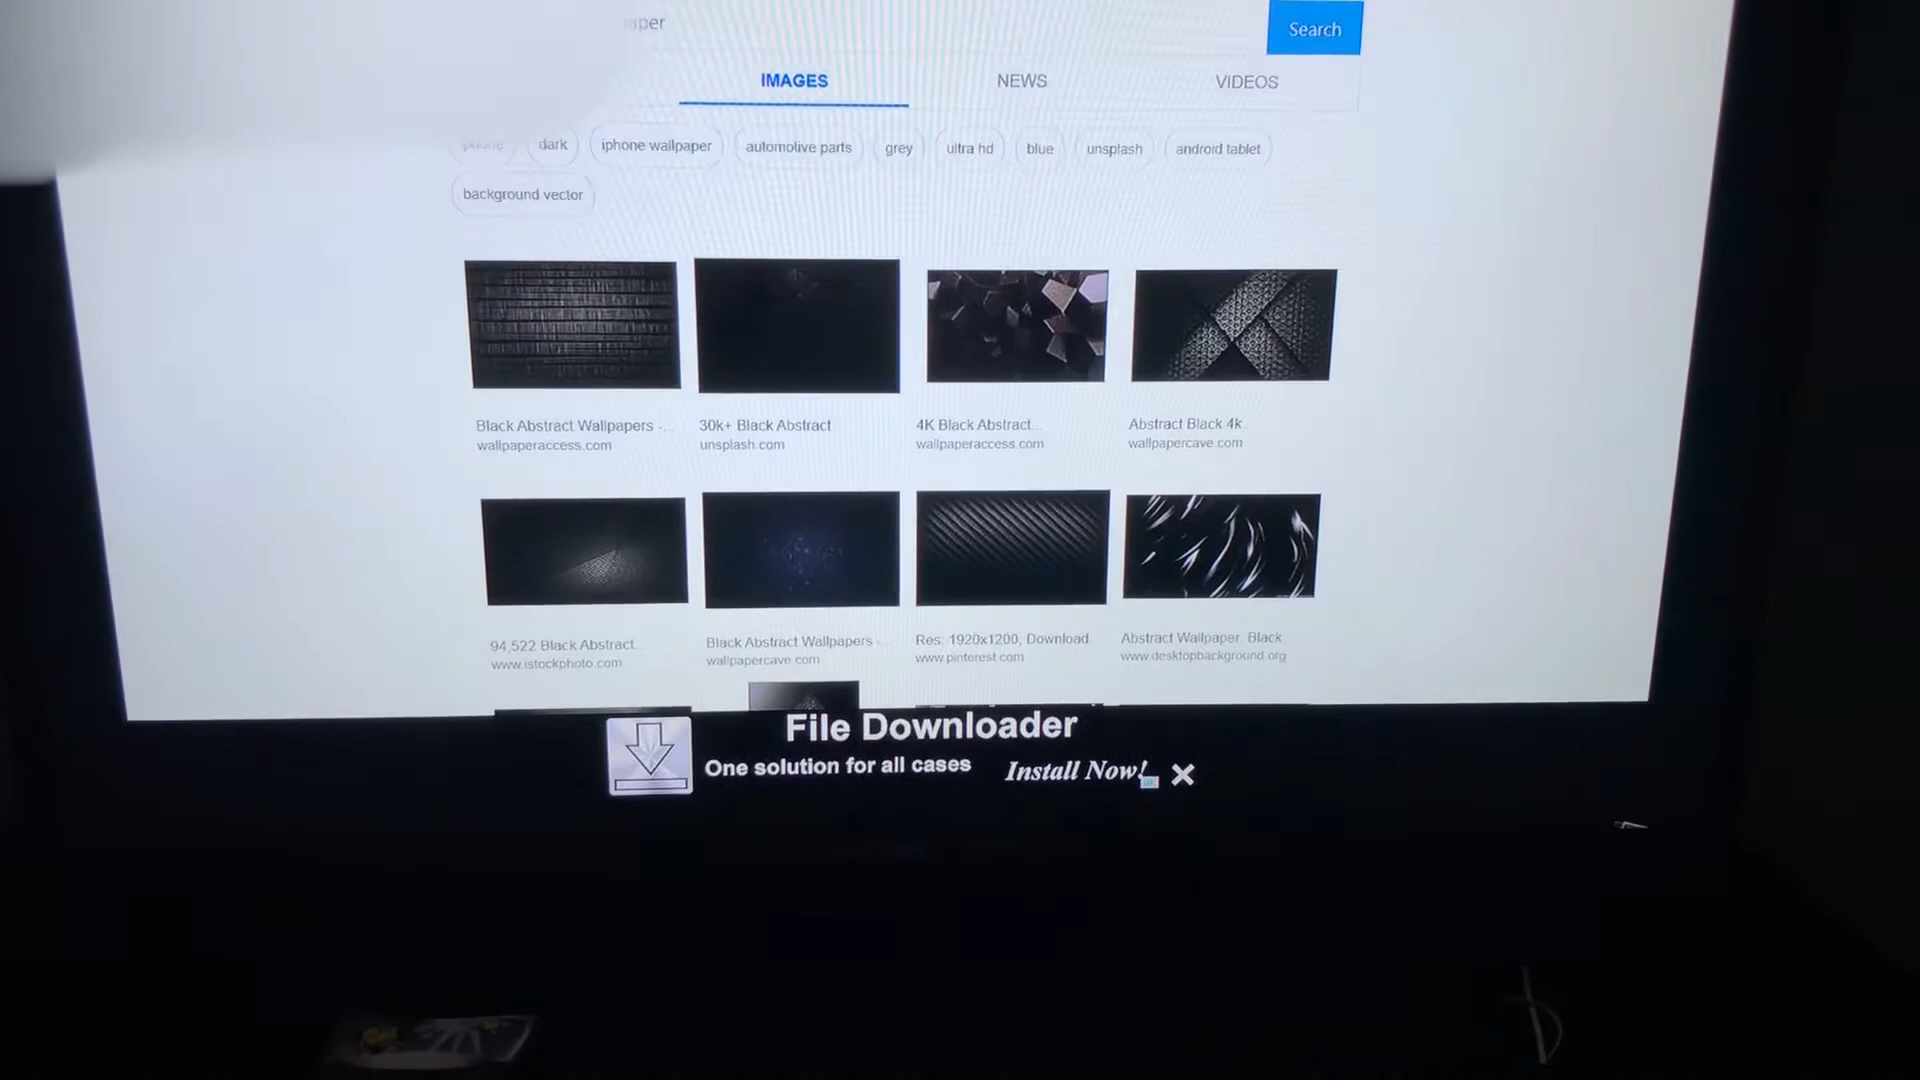 Search
IMAGES NEWS VIDEOS
iphone dark iphone wallpaper automotive parts grey ultra hd blue unsplash android tablet
background vector
Black Abstract Wallpapers -... 30k+ Black Abstract 4K Black Abstract... Abstract Black 4k..
wallpaperaccess.com unsplash.com wallpaperaccess.com wallpapercave.com
94,522 Black Abstract... Black Abstract Wallpapers -... Res: 1920x1200, Download Abstract Wallpaper. Black
www.istockphoto.com wallpapercave.com www.pinterest.com www.desktopbackground.org
File Downloader
One solution for all cases Install Now!